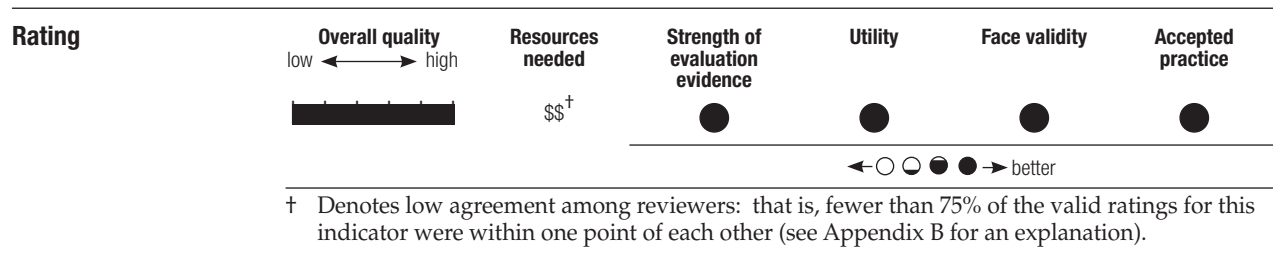 Rating
Overall quality
low high
Resources
needed
Strength of
evaluation
evidence
Utility
Face validity
Accepted
practice
$$†
better
† Denotes low agreement among reviewers: that is, fewer than 75% of the valid ratings for this
indicator were within one point of each other (see Appendix B for an explanation).